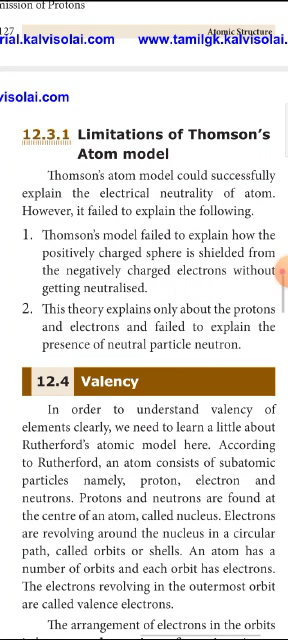 mission of Protons
127 Atomic Structure
rial.kalvisolai.com www.tamilgk.kalvisolai.
visolai.com
12.3.1 Limitations of Thomson's
Atom model
Thomson's atom model could successfully
explain the electrical neutrality of atom.
However, it failed to explain the following.
1. Thomson's model failed to explain how the
positively charged sphere is shielded from
the negatively charged electrons without
getting neutralised.
2. This theory explains only about the protons
and electrons and failed to explain the
presence of neutral particle neutron.
12.4 Valency
In order to understand valency of
elements clearly, we need to learn a little about
Rutherford's atomic model here. According
to Rutherford, an atom consists of subatomic
particles namely, proton, electron and
neutrons. Protons and neutrons are found at
the centre of an atom, called nucleus. Electrons
are revolving around the nucleus in a circular
path, called orbits or shells. An atom has a
number of orbits and each orbit has electrons.
The electrons revolving in the outermost orbit
are called valence electrons.
The arrangement of electrons in the orbits